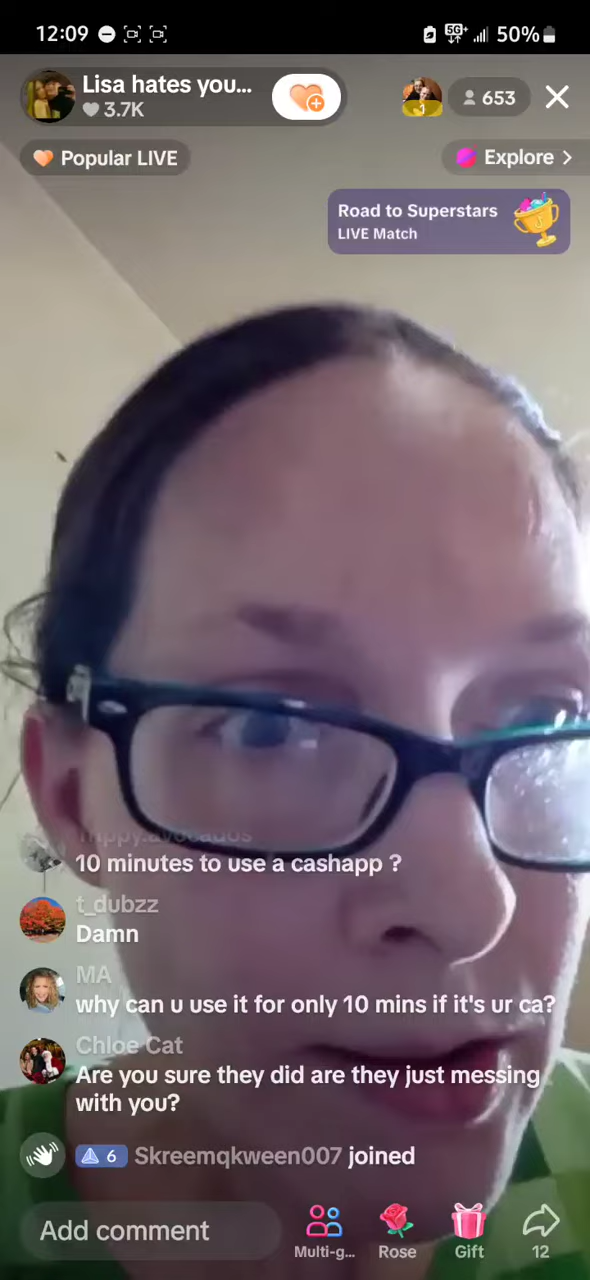 12:09
5G+
50%
Lisa hates you...
3.7K
1
653
Popular LIVE
Explore >
Road to Superstars
LIVE Match
10 minutes to use a cashapp ?
t_dubzz
Damn
MA
why can u use it for only 10 mins if it's ur ca?
Chloe Cat
Are you sure they did are they just messing
with you?
6 Skreemqkween007 joined
Add comment
Multi-g...
Rose
Gift
12